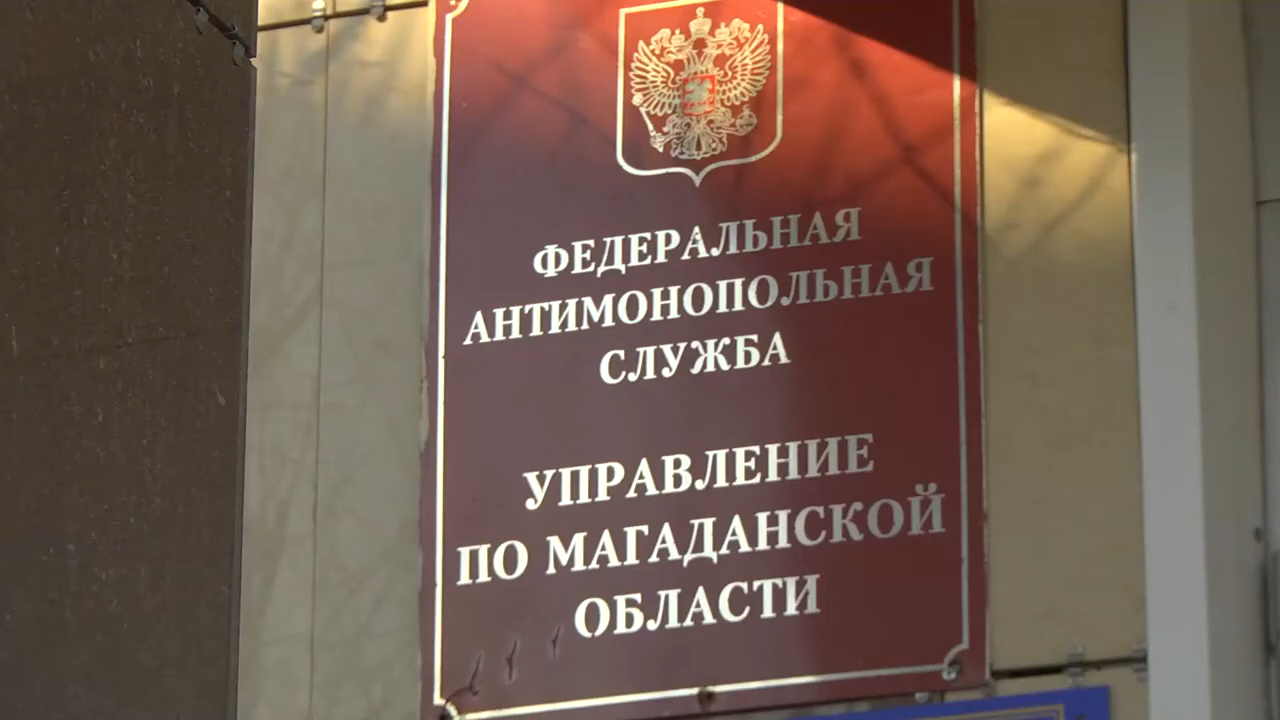 ФЕДЕРАЛЬНАЯ
АНТИМОНОПОЛЬНАЯ
СЛУЖБА
УПРАВЛЕНИЕ
ПО МАГАДАНСКОЙ
ОБЛАСТИ